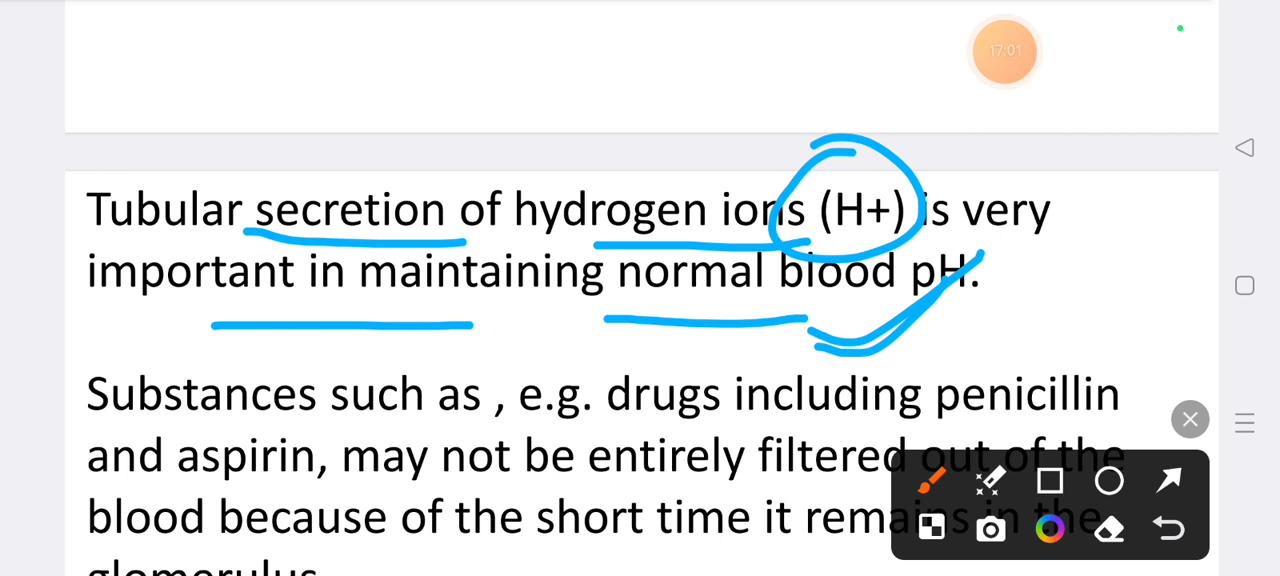 17:01
Tubular secretion of hydrogen ions (H+) is very
important in maintaining normal blood pH.
Substances such as , e.g. drugs including penicillin
and aspirin, may not be entirely filtered out of the
blood because of the short time it remains in the
glomerulus